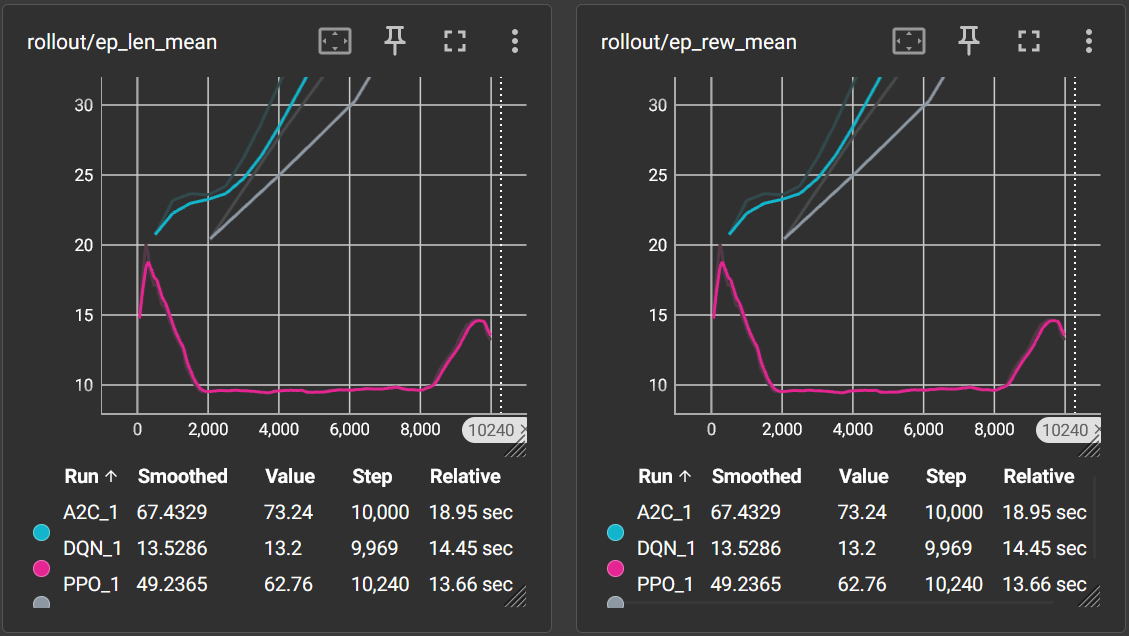 rollout/ep_len_mean
30
25
20
15
10
0 2,000 4,000 6,000 8,000 10240 ×
Run ↑ Smoothed Value Step Relative
A2C_1 67.4329 73.24 10,000 18.95 sec
DQN_1 13.5286 13.2 9,969 14.45 sec
PPO_1 49.2365 62.76 10,240 13.66 sec
rollout/ep_rew_mean
30
25
20
15
10
0 2,000 4,000 6,000 8,000 10240 ×
Run ↑ Smoothed Value Step Relative
A2C_1 67.4329 73.24 10,000 18.95 sec
DQN_1 13.5286 13.2 9,969 14.45 sec
PPO_1 49.2365 62.76 10,240 13.66 sec